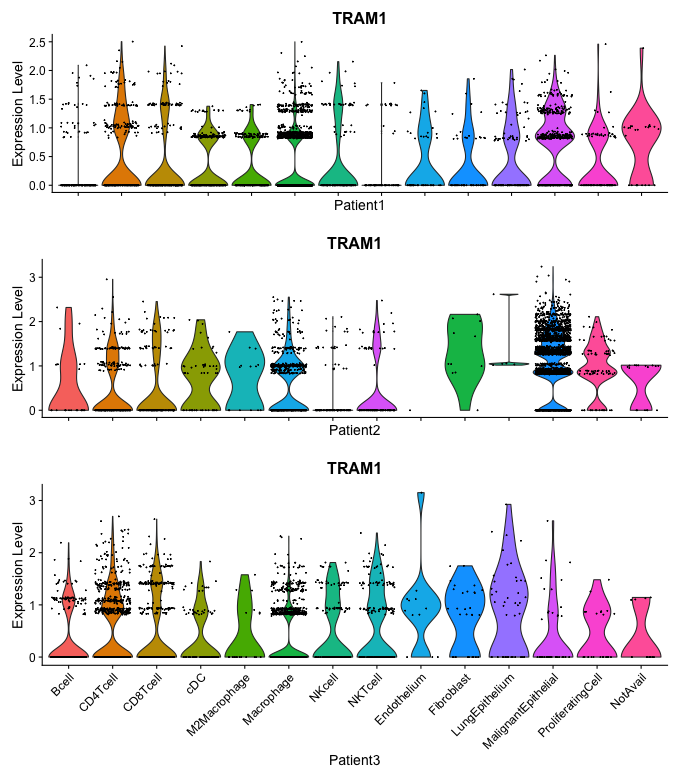 TRAM1
Expression Level
2.5
2.0
1.5
1.0
0.5
0.0
Patient1
TRAM1
Expression Level
3
2
1
0
Patient2
TRAM1
Expression Level
3
2
1
0
Bcell
CD4Tcell
CD8Tcell
cDC
M2Macrophage
Macrophage
NKcell
NKTcell
Endothelium
Fibroblast
LungEpithelium
MalignantEpithelial
ProliferatingCell
NotAvail
Patient3